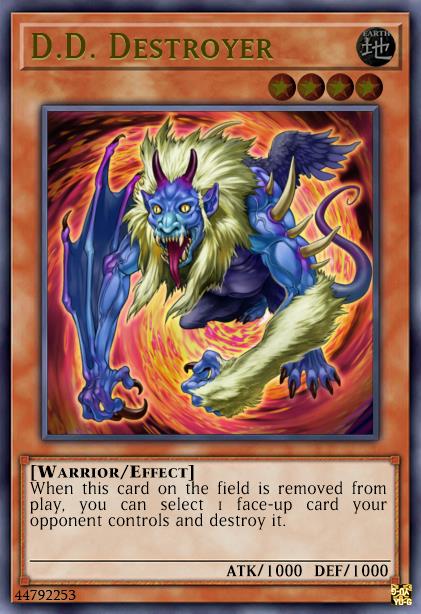 D.D. Destroyer
EARTH
地
[Warrior/Effect]
When this card on the field is removed from
play, you can select 1 face-up card your
opponent controls and destroy it.
ATK/1000 DEF/1000
44792253